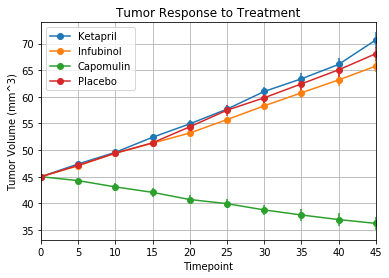 Tumor Response to Treatment
Tumor Volume (mm^3)
70
65
60
55
50
45
40
35
Ketapril
Infubinol
Capomulin
Placebo
0 5 10 15 20 25 30 35 40 45
Timepoint